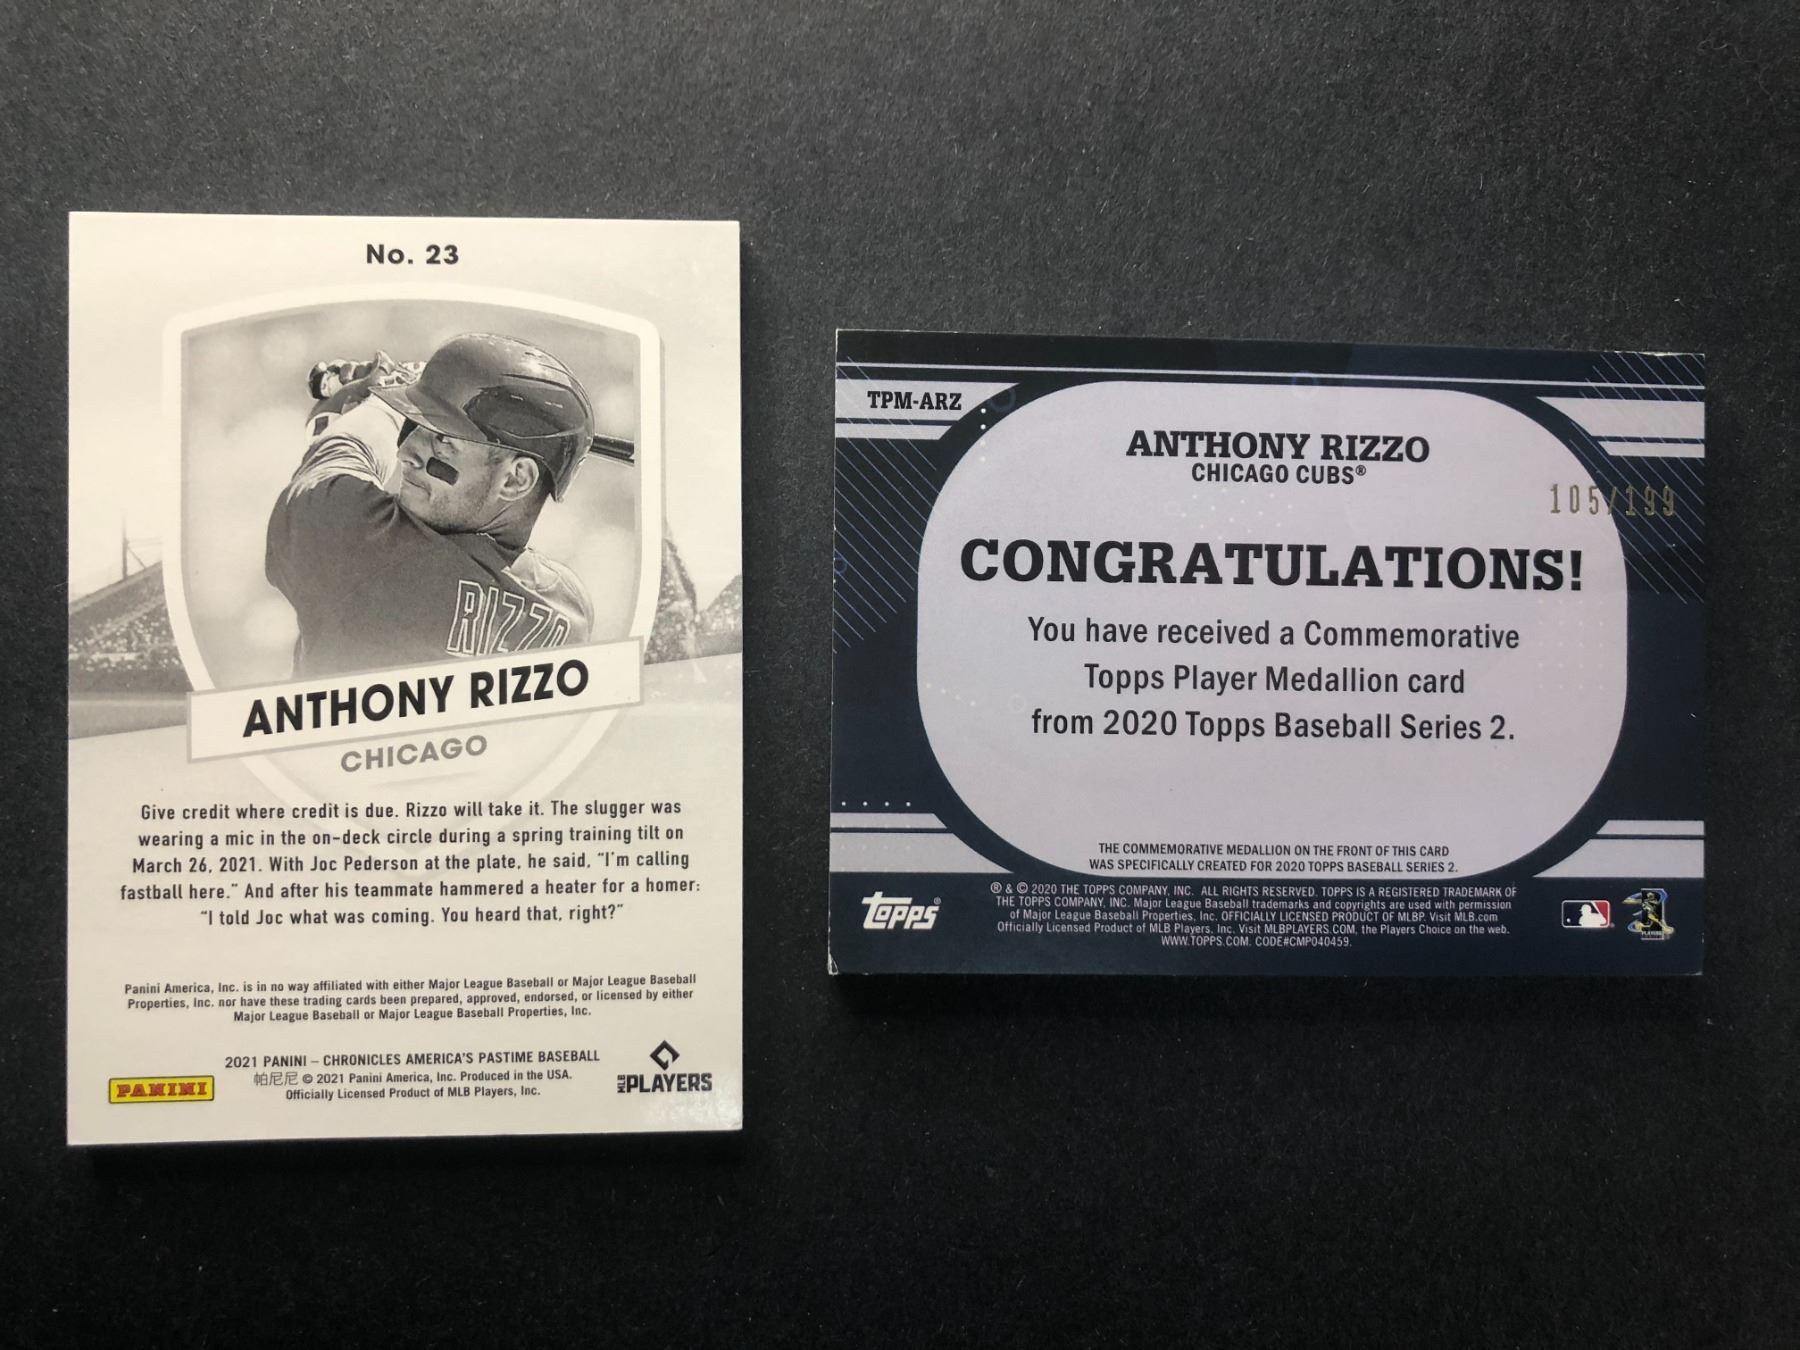 No. 23
RIZZO
ANTHONY RIZZO
CHICAGO
Give credit where credit is due. Rizzo will take it. The slugger was
wearing a mic in the on-deck circle during a spring training tilt on
March 26, 2021. With Joc Pederson at the plate, he said, "I'm calling
fastball here." And after his teammate hammered a heater for a homer:
"I told Joc what was coming. You heard that, right?"
Panini America, Inc. is in no way affiliated with either Major League Baseball or Major League Baseball
Properties, Inc. nor have these trading cards been prepared, approved, endorsed, or licensed by either
Major League Baseball or Major League Baseball Properties, Inc.
2021 PANINI – CHRONICLES AMERICA'S PASTIME BASEBALL
帕尼尼 © 2021 Panini America, Inc. Produced in the USA.
Officially Licensed Product of MLB Players, Inc.
PANINI
MLB PLAYERS
TPM-ARZ
ANTHONY RIZZO
CHICAGO CUBS®
105/199
CONGRATULATIONS!
You have received a Commemorative
Topps Player Medallion card
from 2020 Topps Baseball Series 2.
THE COMMEMORATIVE MEDALLION ON THE FRONT OF THIS CARD
WAS SPECIFICALLY CREATED FOR 2020 TOPPS BASEBALL SERIES 2.
® & © 2020 THE TOPPS COMPANY, INC. ALL RIGHTS RESERVED. TOPPS IS A REGISTERED TRADEMARK OF
THE TOPPS COMPANY, INC. Major League Baseball trademarks and copyrights are used with permission
of Major League Baseball Properties, Inc. OFFICIALLY LICENSED PRODUCT OF MLBP. Visit MLB.com
Officially Licensed Product of MLB Players, Inc. Visit MLBPLAYERS.COM, the Players Choice on the web.
WWW.TOPPS.COM. CODE#CMP040459.
Topps®